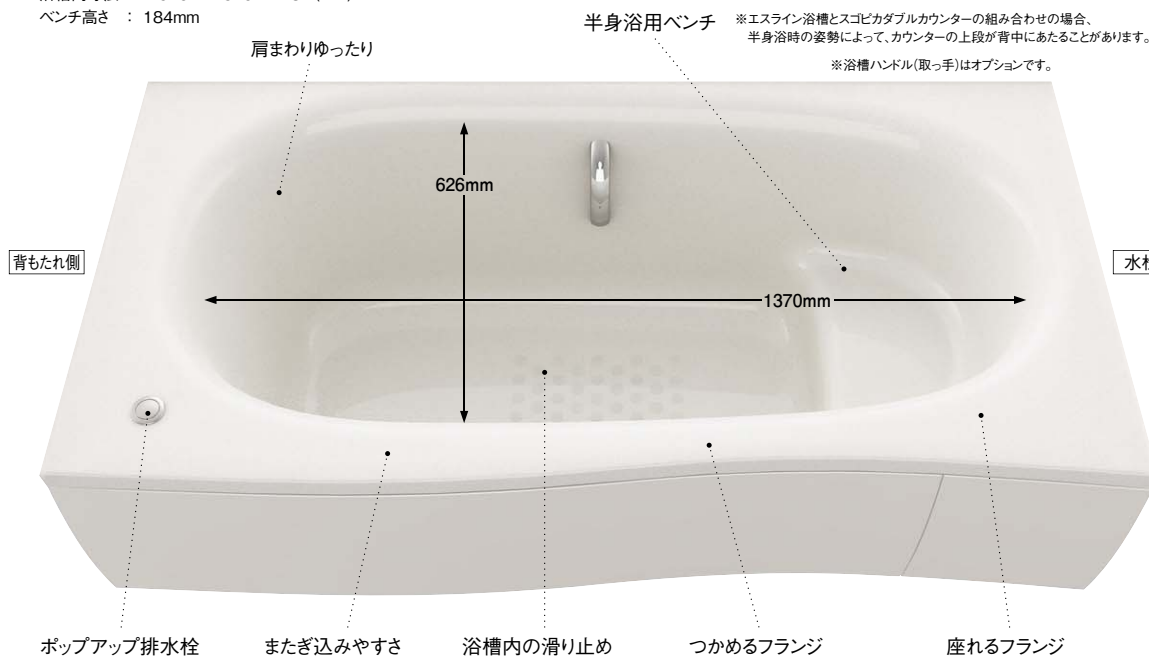 ベンチ高さ : 184mm
半身浴用ベンチ
※エスライン浴槽とスゴピカダブルカウンターの組み合わせの場合、
半身浴時の姿勢によって、カウンターの上段が背中にあたることがあります。
※浴槽ハンドル(取っ手)はオプションです。
肩まわりゆったり
626mm
背もたれ側
水栓
1370mm
ポップアップ排水栓
またぎ込みやすさ
浴槽内の滑り止め
つかめるフランジ
座れるフランジ